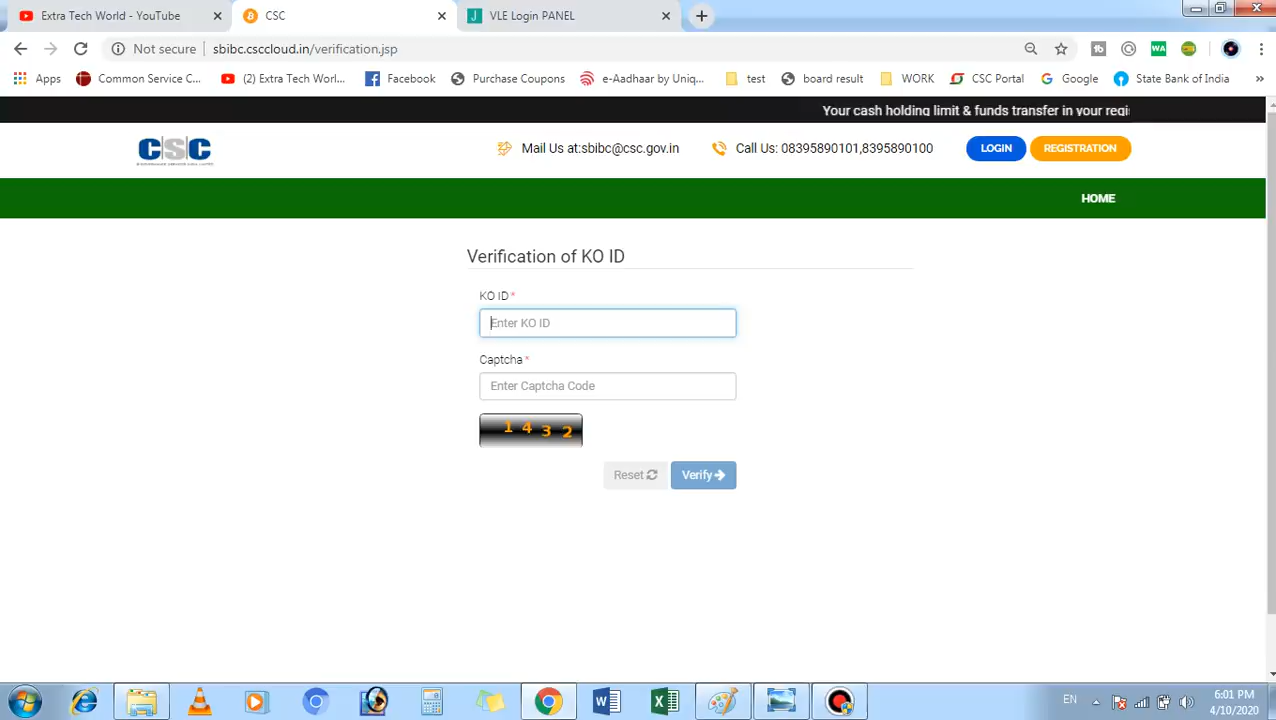 Extra Tech World - YouTube
CSC
VLE Login PANEL
Not secure
sbibc.csccloud.in/verification.jsp
Apps
Common Service C...
(2) Extra Tech Worl...
Facebook
Purchase Coupons
e-Aadhaar by Uniq...
test
board result
WORK
CSC Portal
Google
State Bank of India
Your cash holding limit & funds transfer in your regi
CSC
Mail Us at:sbibc@csc.gov.in
Call Us: 08395890101,8395890100
LOGIN
REGISTRATION
HOME
Verification of KO ID
KO ID *
Enter KO ID
Captcha *
Enter Captcha Code
1 4 3 2
Reset
Verify
EN
6:01 PM
4/10/2020